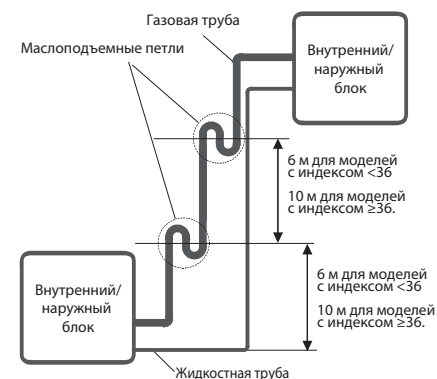 Газовая труба
Маслоподъемные петли
Внутренний/
наружный
блок
6 м для моделей
с индексом <36
10 м для моделей
с индексом ≥36.
6 м для моделей
с индексом <36
10 м для моделей
с индексом ≥36.
Внутренний/
наружный
блок
Жидкостная труба